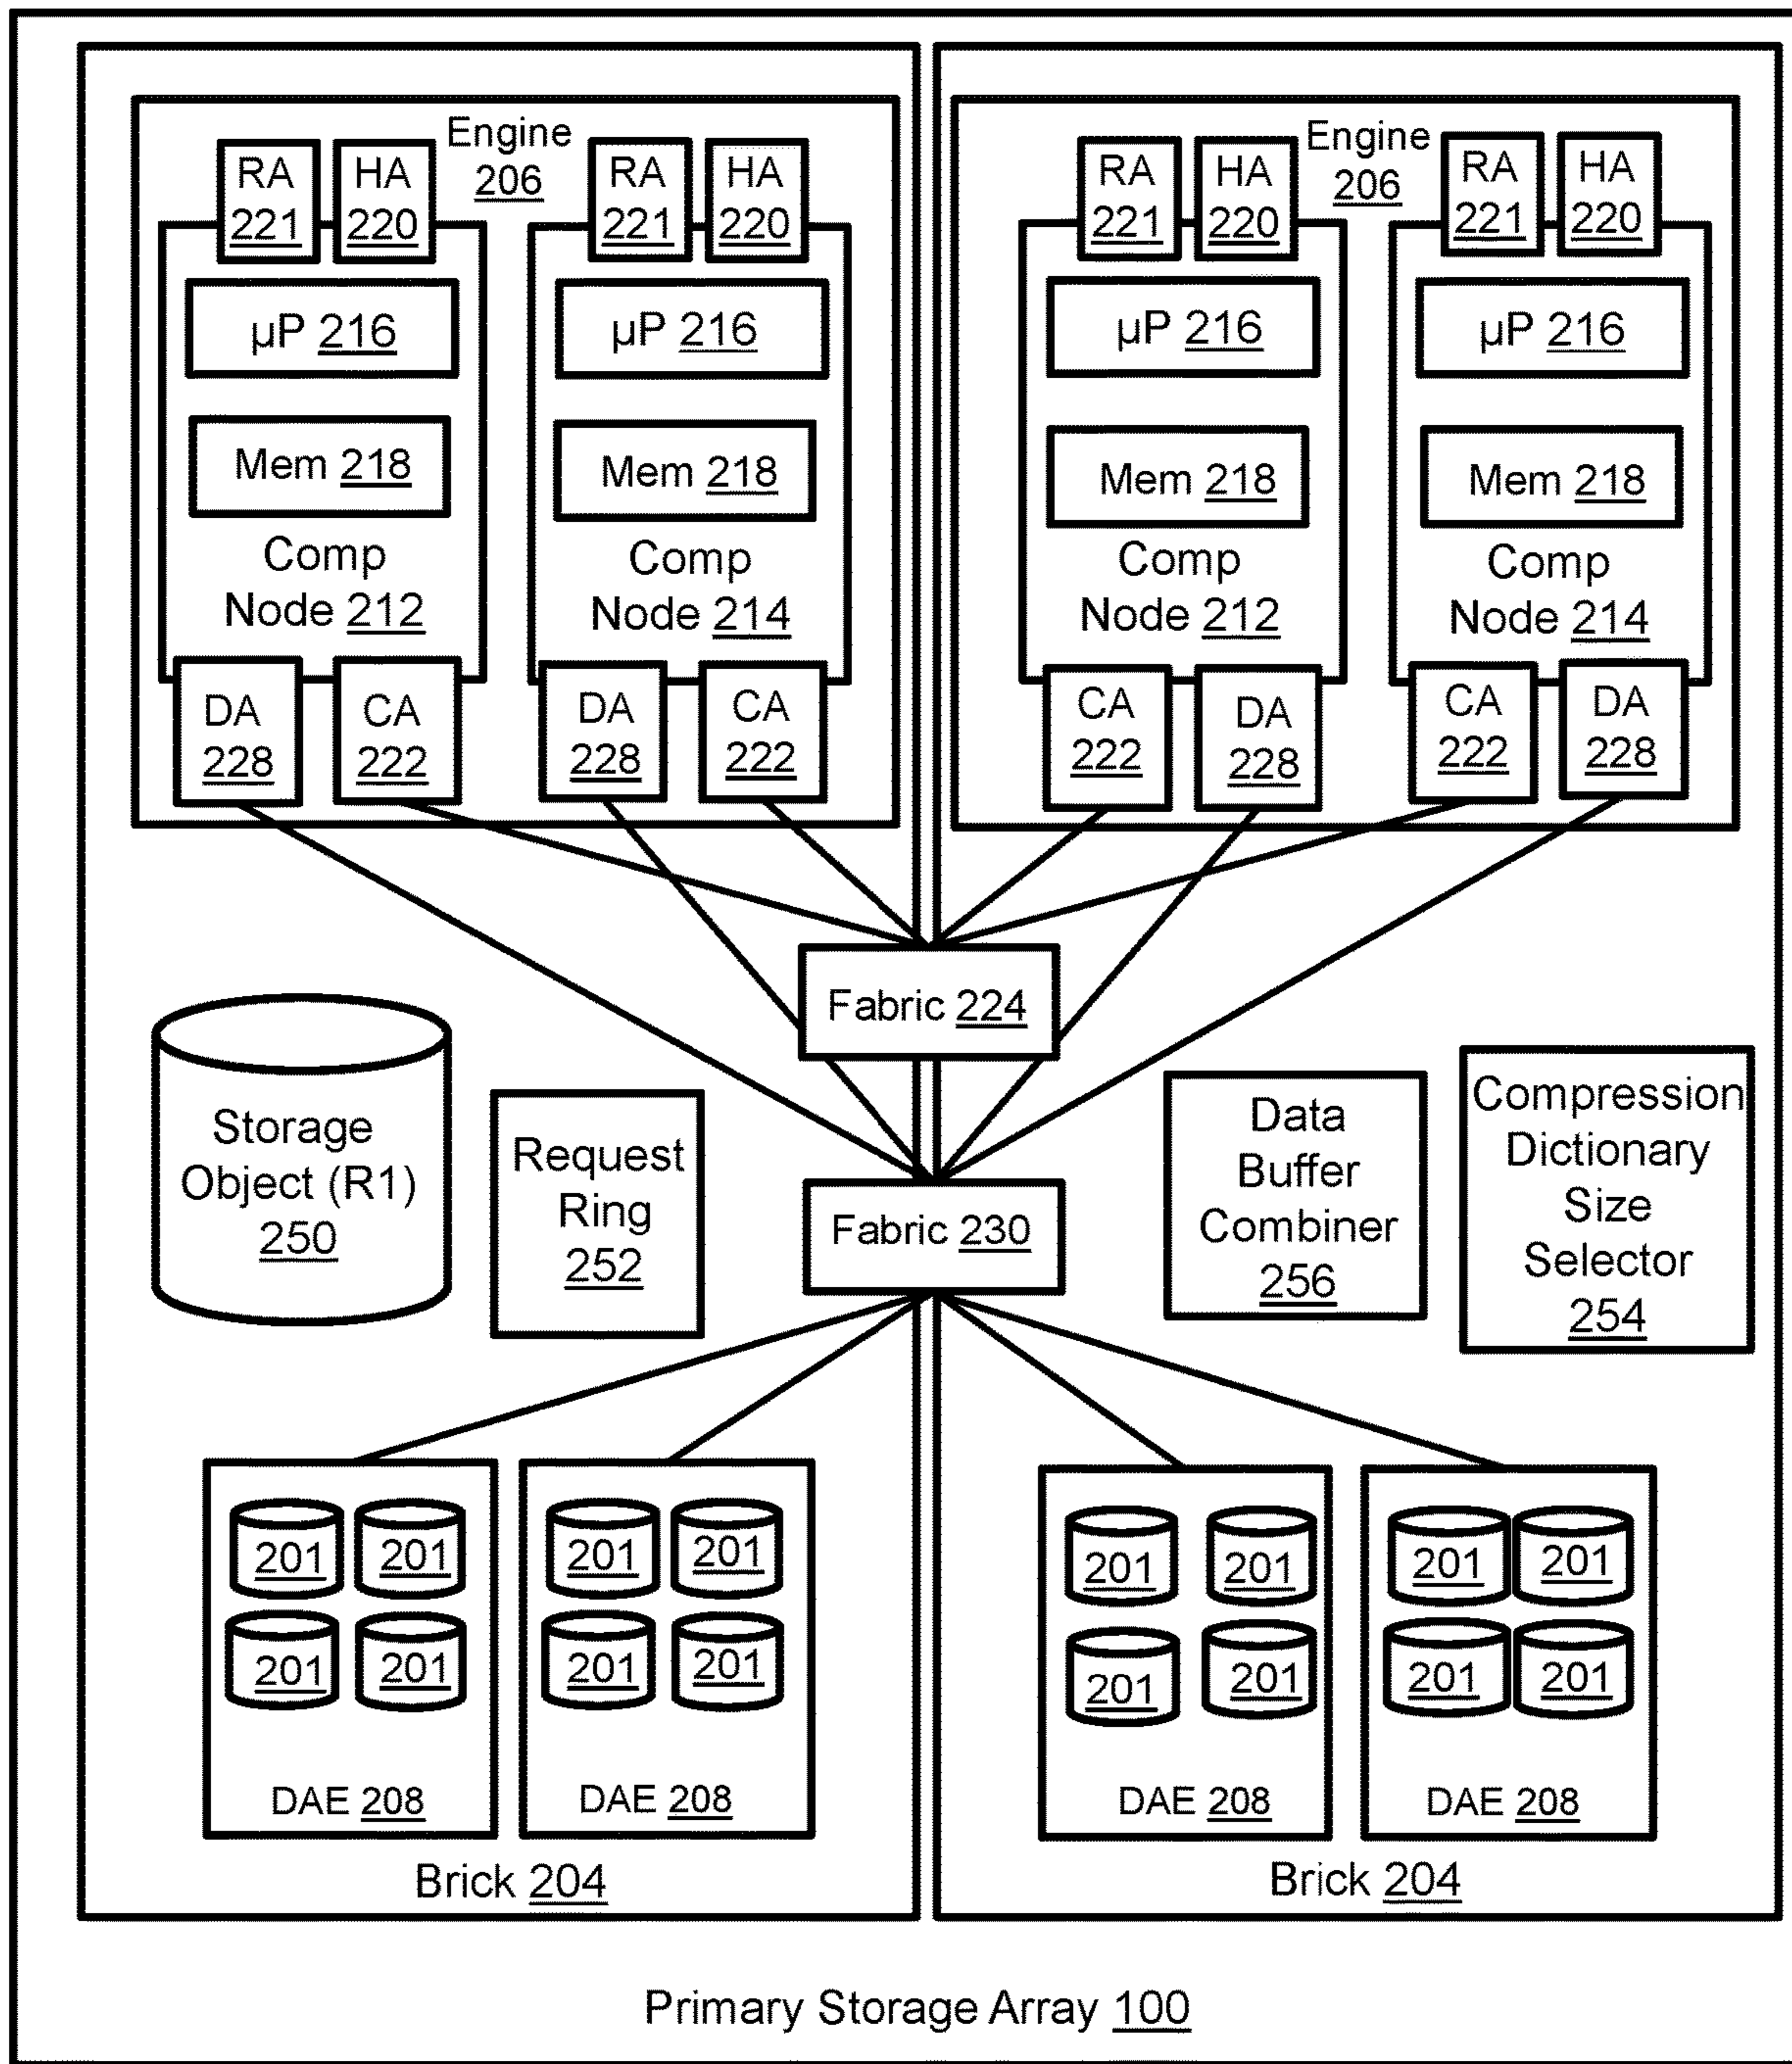 Engine
206
RA
221
HA
220
RA
221
HA
220
µP 216
µP 216
Mem 218
Mem 218
Comp
Node 212
Comp
Node 214
DA
228
CA
222
DA
228
CA
222
Engine
206
RA
221
HA
220
RA
221
HA
220
µP 216
µP 216
Mem 218
Mem 218
Comp
Node 212
Comp
Node 214
CA
222
DA
228
CA
222
DA
228
Fabric 224
Storage
Object (R1)
250
Request
Ring
252
Fabric 230
Data
Buffer
Combiner
256
Compression
Dictionary
Size
Selector
254
201
201
201
201
DAE 208
201
201
201
201
DAE 208
Brick 204
201
201
201
201
DAE 208
201
201
201
201
DAE 208
Brick 204
Primary Storage Array 100